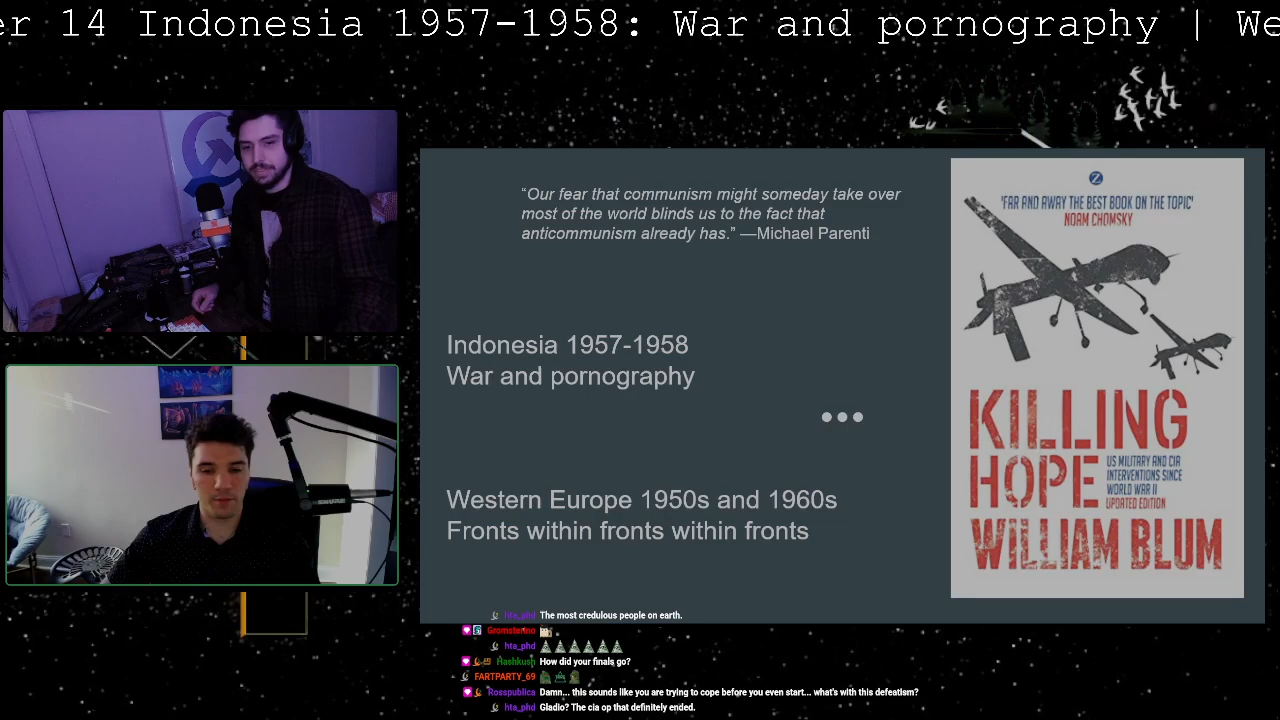 er 14 Indonesia 1957-1958: War and pornography | We
“Our fear that communism might someday take over
most of the world blinds us to the fact that
anticommunism already has.” —Michael Parenti
Indonesia 1957-1958
War and pornography
Western Europe 1950s and 1960s
Fronts within fronts within fronts
Z
'FAR AND AWAY THE BEST BOOK ON THE TOPIC'
NOAM CHOMSKY
KILLING
HOPE
US MILITARY AND CIA
INTERVENTIONS SINCE
WORLD WAR II
UPDATED EDITION
WILLIAM BLUM
hta_phd The most credulous people on earth.
hta_phd
Hashkush How did your finals go?
FARTPARTY_69
Rosspublica Damn... this sounds like you are trying to cope before you even start... what's with this defeatism?
hta_phd Gladio? The cia op that definitely ended.